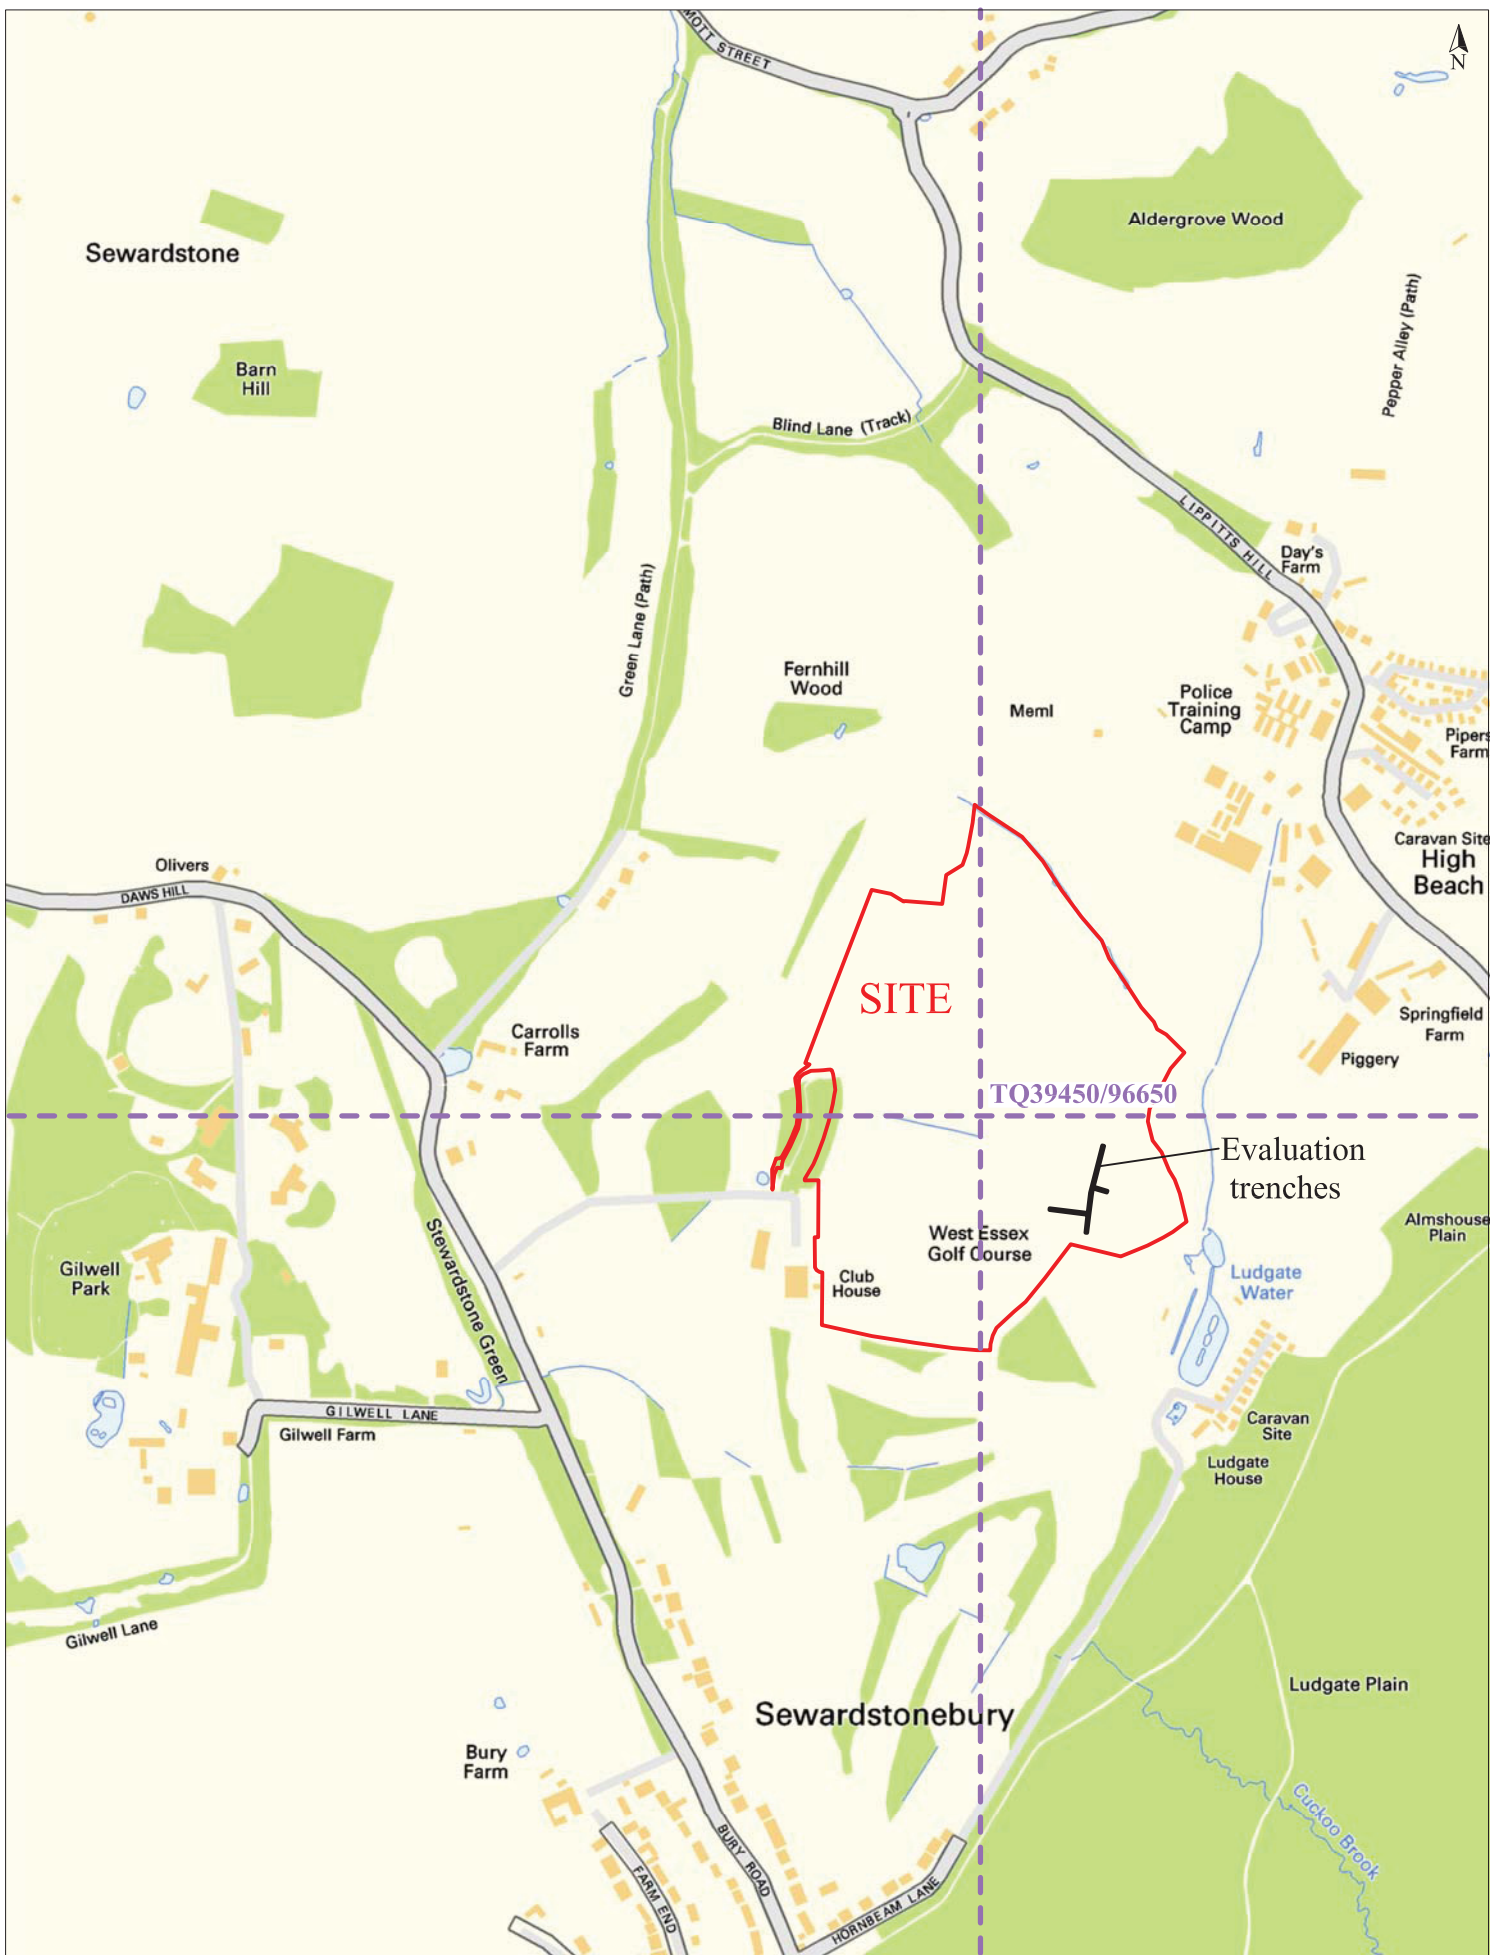 MOTT STREET
N
Aldergrove Wood
Sewardstone
Pepper Alley (Path)
Barn
Hill
Blind Lane (Track)
LIPPITTS HILL
Day's
Farm
Green Lane (Path)
Fernhill
Wood
Meml
Police
Training
Camp
Pipers
Farm
Caravan Site
High
Beach
Olivers
DAWS HILL
SITE
Springfield
Farm
Carrolls
Farm
Piggery
TQ39450/96650
Evaluation
trenches
Almshouse
Plain
West Essex
Golf Course
Gilwell
Park
Stewardstone Green
Club
House
Ludgate
Water
GILWELL LANE
Gilwell Farm
Caravan
Site
Ludgate
House
Gilwell Lane
Ludgate Plain
Sewardstonebury
Bury
Farm
Cuckoo Brook
BURY ROAD
FARM END
HORNBEAM LANE